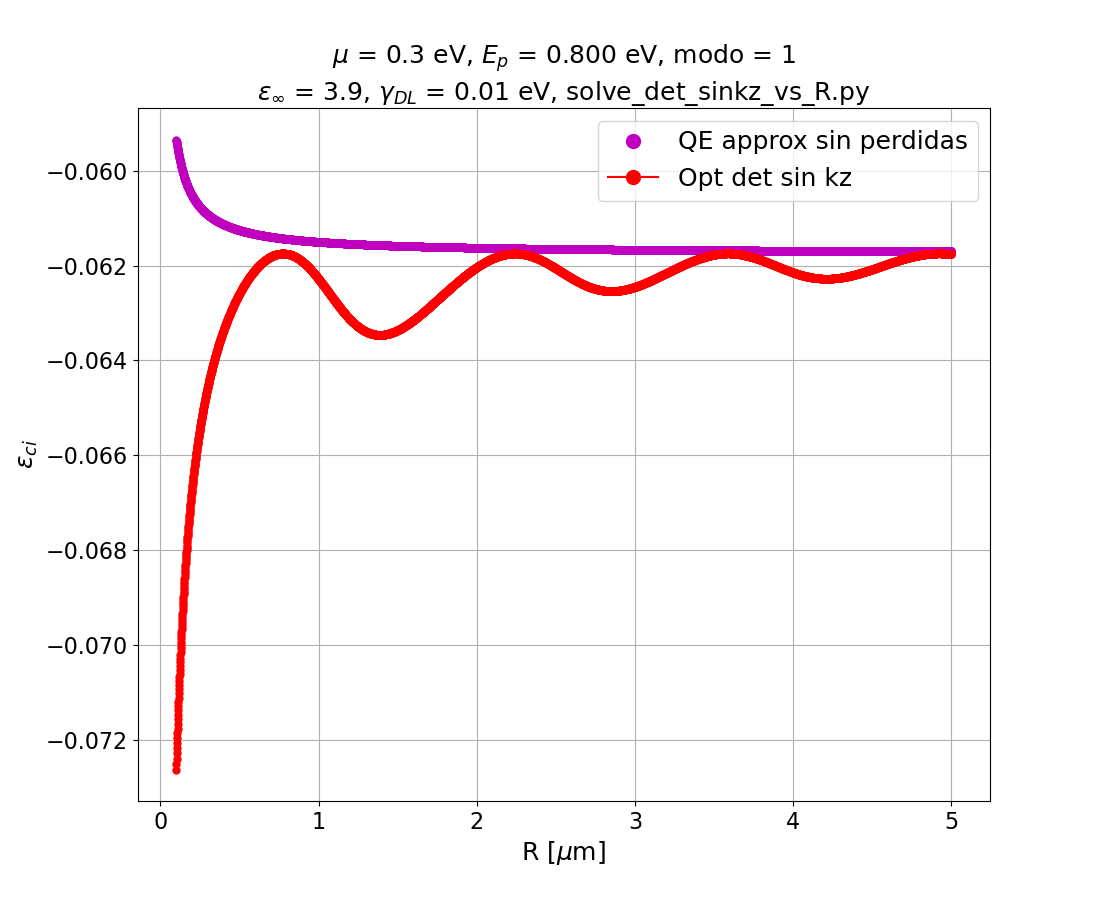 μ = 0.3 eV, E_p = 0.800 eV, modo = 1
ε_∞ = 3.9, γ_DL = 0.01 eV, solve_det_sinkz_vs_R.py
QE approx sin perdidas
Opt det sin kz
−0.060
−0.062
−0.064
−0.066
−0.068
−0.070
−0.072
ε_ci
0 1 2 3 4 5
R [μm]